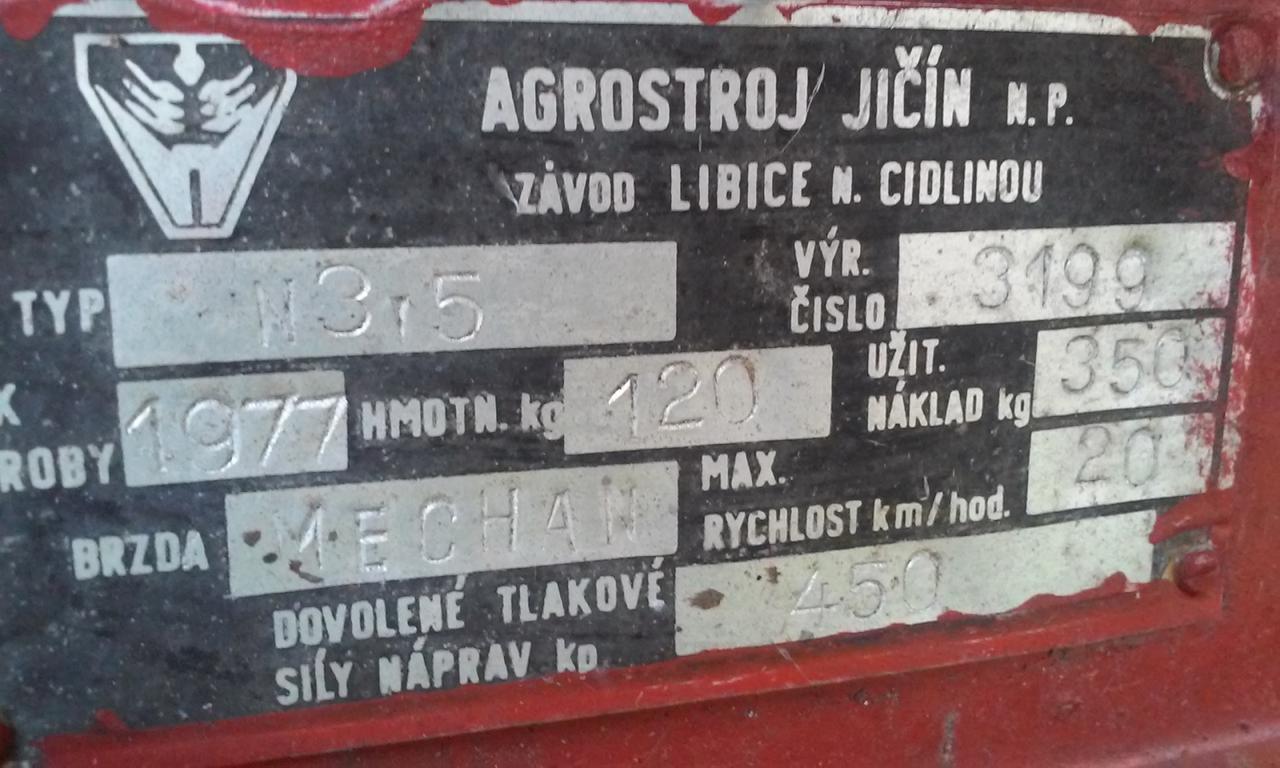 AGROSTROJ JIČÍN N.P.
ZÁVOD LIBICE N. CIDLINOU
TYP N3,5
VÝR. ČISLO 3199
K
ROBY 1977
HMOTN. kg 120
UŽIT. NÁKLAD kg 350
BRZDA MECHAN
MAX. RYCHLOST km/hod. 20
DOVOLENÉ TLAKOVÉ
SÍLY NÁPRAV kp 450